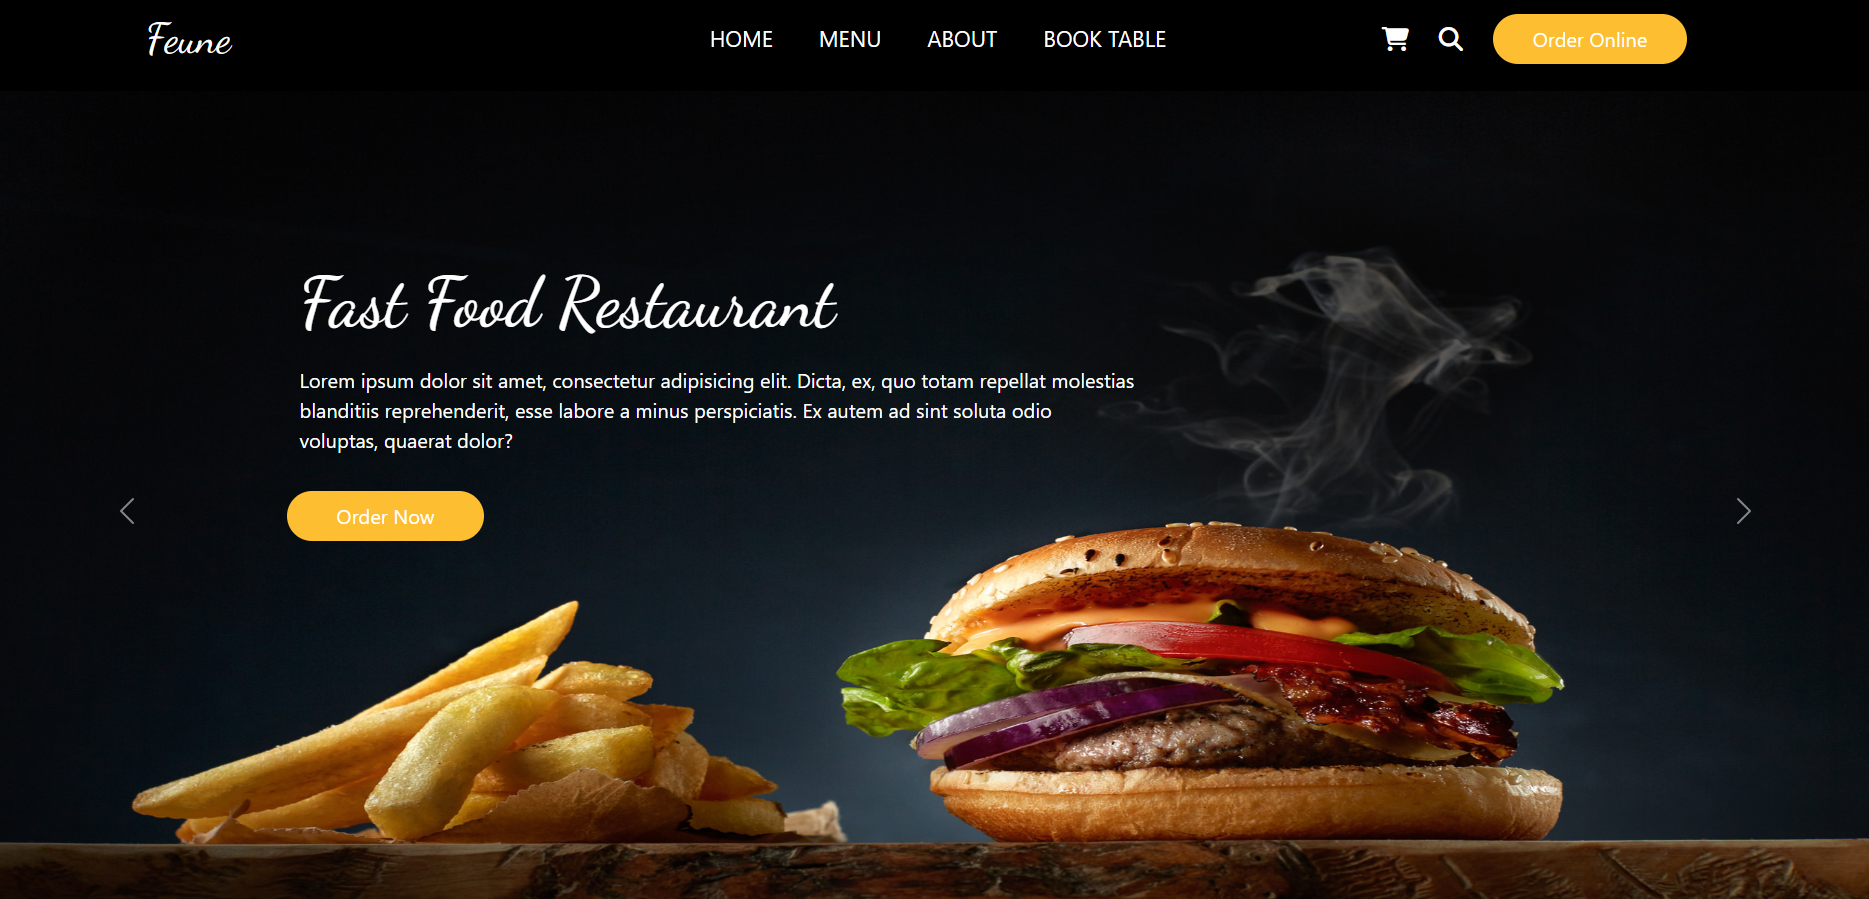 Feune
HOME MENU ABOUT BOOK TABLE
Order Online
Fast Food Restaurant
Lorem ipsum dolor sit amet, consectetur adipisicing elit. Dicta, ex, quo totam repellat molestias
blanditiis reprehenderit, esse labore a minus perspiciatis. Ex autem ad sint soluta odio
voluptas, quaerat dolor?
Order Now